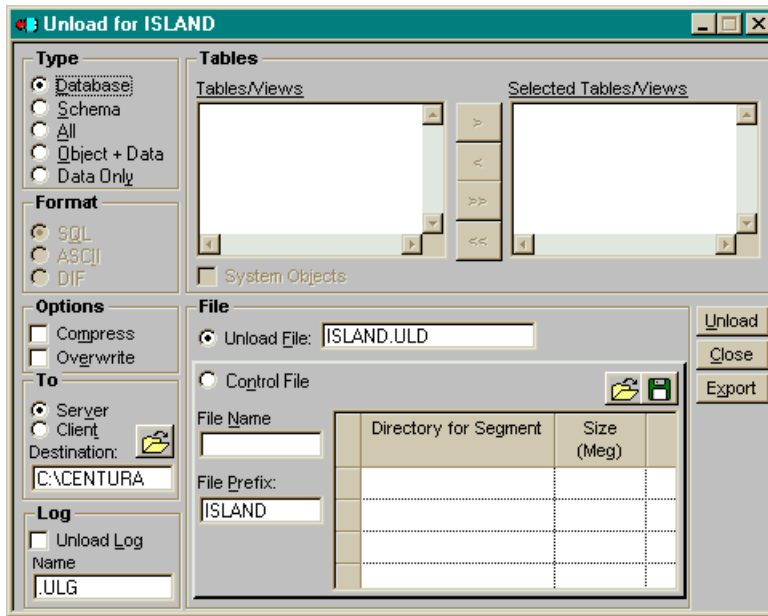 Unload for ISLAND
Type
Database
Schema
All
Object + Data
Data Only
Tables
Tables/Views
Selected Tables/Views
>
<
>>
<<
System Objects
Format
SQL
ASCII
DIF
Options
Compress
Overwrite
To
Server
Client
Destination:
C:\CENTURA
Log
Unload Log
Name
.ULG
File
Unload File: ISLAND.ULD
Control File
File Name
File Prefix:
ISLAND
Directory for Segment
Size
(Meg)
Unload
Close
Export